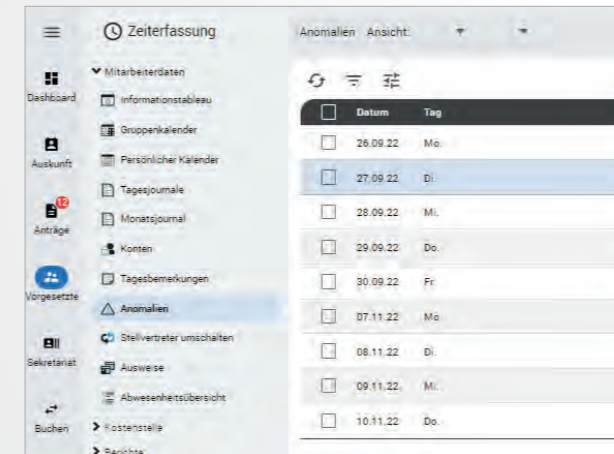 Zeiterfassung
Anomalien Ansicht:
Dashboard
Auskunft
12
Anträge
Vorgesetzte
Sekretariat
Buchen
Mitarbeiterdaten
Informationstableau
Gruppenkalender
Persönlicher Kalender
Tagesjournale
Monatsjournal
Konten
Tagesbemerkungen
Anomalien
Stellvertreter umschalten
Ausweise
Abwesenheitsübersicht
Kostenstelle
Berichte
Datum Tag
26.09.22 Mo.
27.09.22 Di.
28.09.22 Mi.
29.09.22 Do.
30.09.22 Fr.
07.11.22 Mo.
08.11.22 Di.
09.11.22 Mi.
10.11.22 Do.